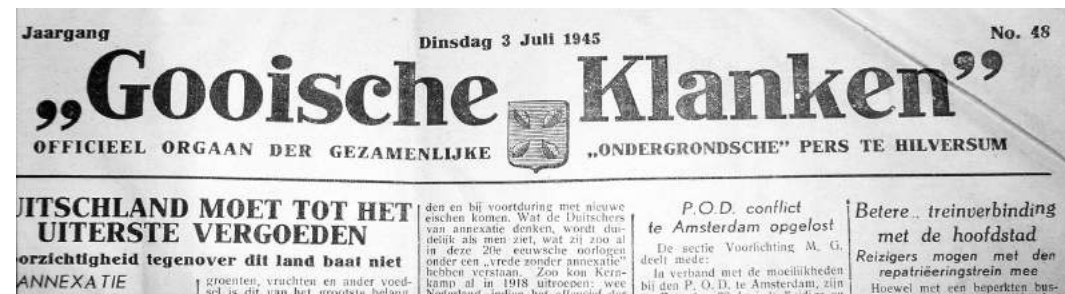 Jaargang
Dinsdag 3 Juli 1945
No. 48
„Gooische Klanken”
OFFICIEEL ORGAAN DER GEZAMENLIJKE „ONDERGRONDSCHE” PERS TE HILVERSUM
UITSCHLAND MOET TOT HET
UITERSTE VERGOEDEN
orzichtigheid tegenover dit land baat niet
ANNEXATIE
groenten, vruchten en ander voed-
sel is dit van het grootste belang
den en bij voortduring met nieuwe
eischen komen. Wat de Duitschers
van annexatie denken, wordt dui-
delijk als men ziet, wat zij zoo al
in deze 20e eeuwsche oorlogen
onder een „vrede zonder annexatie”
hebben verstaan. Zoo kon Kern-
kamp al in 1918 uitroepen: wee
P.O.D. conflict
te Amsterdam opgelost
De sectie Voorlichting M. G.
deelt mede:
In verband met de moeilijkheden
bij den P. O. D. te Amsterdam, zijn
Betere treinverbinding
met de hoofdstad
Reizigers mogen met den
repatriëeringstrein mee
Hoewel met een beperkten bus-